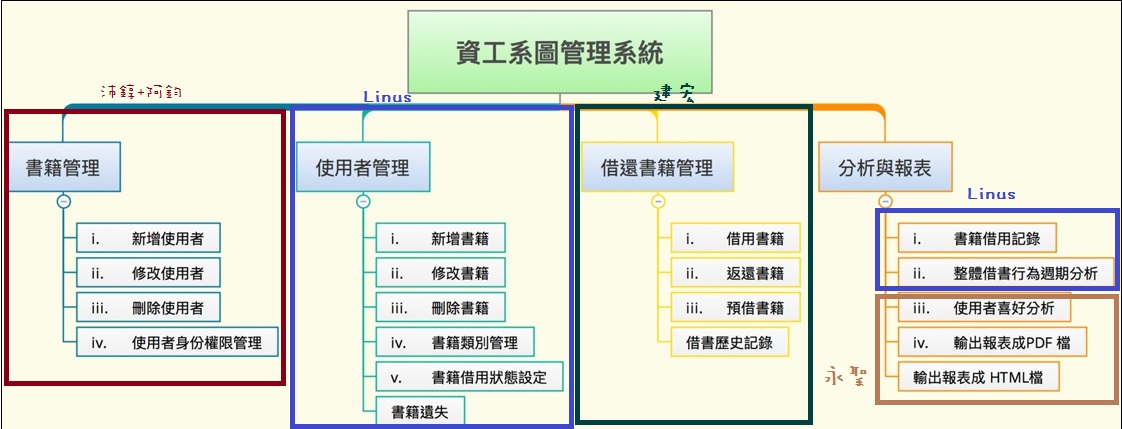 資工系圖管理系統
沛錞+阿鈞
Linus
建宏
書籍管理
使用者管理
借還書籍管理
分析與報表
Linus
i. 新增使用者
ii. 修改使用者
iii. 刪除使用者
iv. 使用者身份權限管理
i. 新增書籍
ii. 修改書籍
iii. 刪除書籍
iv. 書籍類別管理
v. 書籍借用狀態設定
書籍遺失
i. 借用書籍
ii. 返還書籍
iii. 預借書籍
借書歷史記錄
i. 書籍借用記錄
ii. 整體借書行為週期分析
iii. 使用者喜好分析
iv. 輸出報表成PDF 檔
輸出報表成 HTML檔
永聖